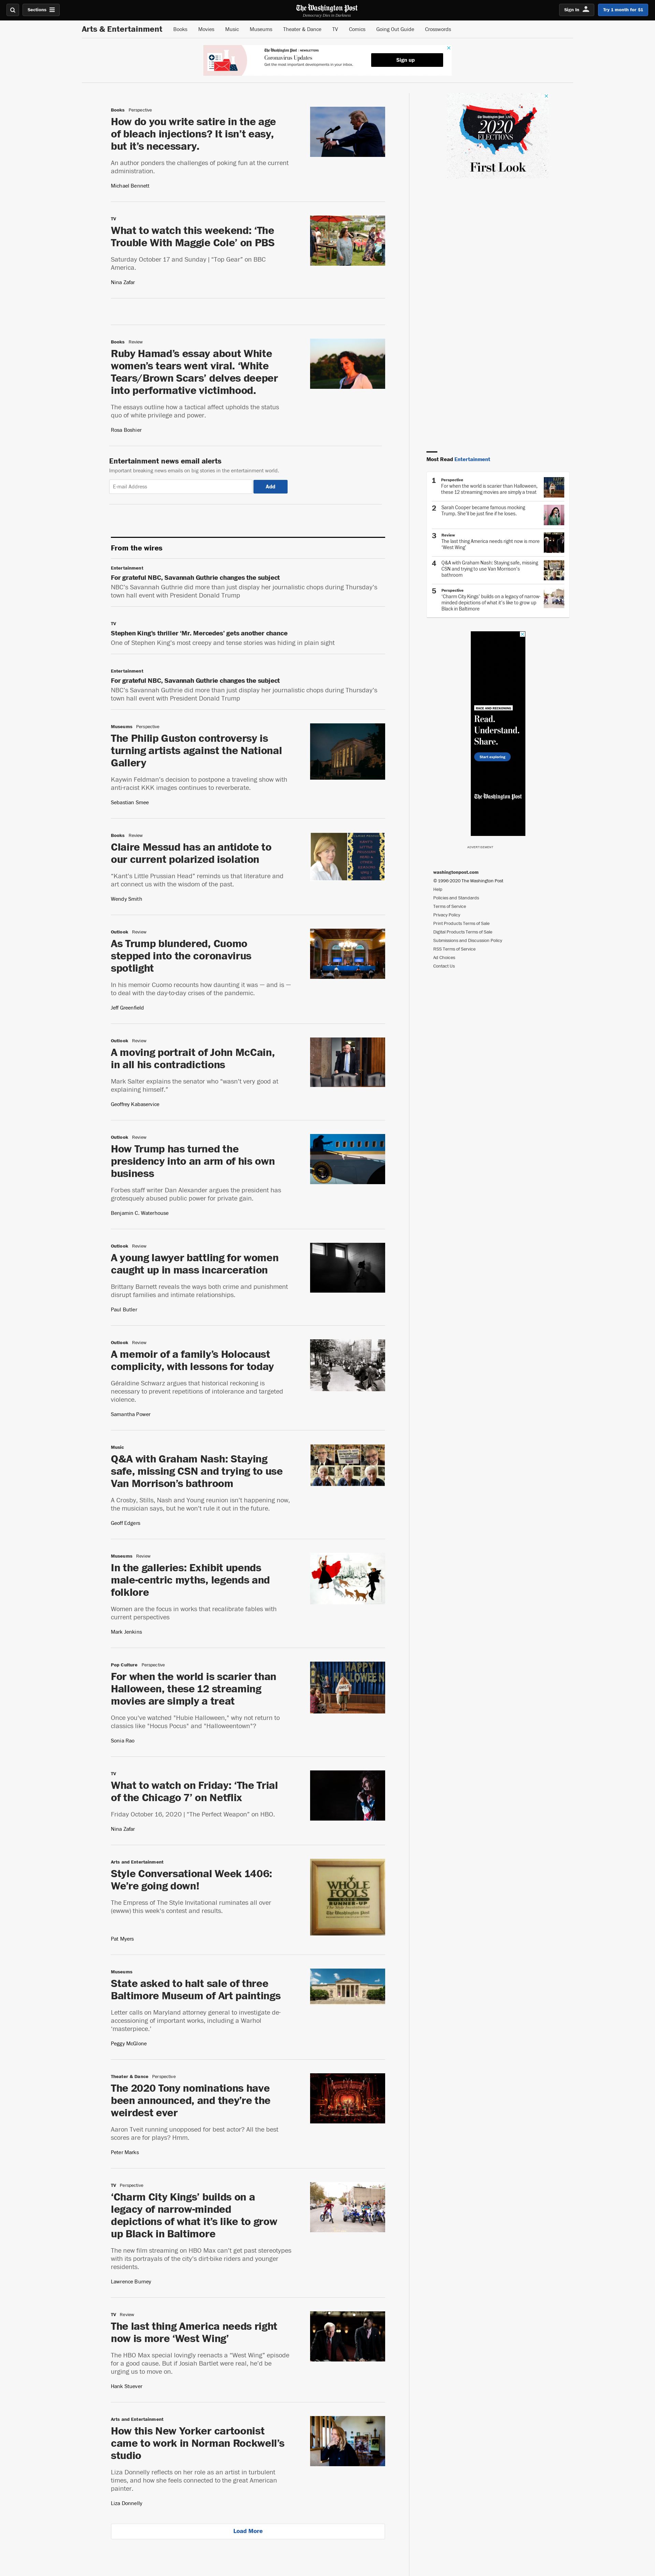 Sections
The Washington Post
Democracy Dies in Darkness
Sign In
Try 1 month for $1
Arts & Entertainment
Books
Movies
Music
Museums
Theater & Dance
TV
Comics
Going Out Guide
Crosswords
The Washington Post | NEWSLETTERS
Coronavirus Updates
Get the most important developments in your inbox.
Sign up
Books Perspective
How do you write satire in the age
of bleach injections? It isn’t easy,
but it’s necessary.
An author ponders the challenges of poking fun at the current
administration.
Michael Bennett
TV
What to watch this weekend: ‘The
Trouble With Maggie Cole’ on PBS
Saturday October 17 and Sunday | "Top Gear" on BBC
America.
Nina Zafar
Books Review
Ruby Hamad’s essay about White
women’s tears went viral. ‘White
Tears/Brown Scars’ delves deeper
into performative victimhood.
The essays outline how a tactical affect upholds the status
quo of white privilege and power.
Rosa Boshier
Entertainment news email alerts
Important breaking news emails on big stories in the entertainment world.
E-mail Address
Add
From the wires
Entertainment
For grateful NBC, Savannah Guthrie changes the subject
NBC’s Savannah Guthrie did more than just display her journalistic chops during Thursday’s
town hall event with President Donald Trump
TV
Stephen King’s thriller ‘Mr. Mercedes’ gets another chance
One of Stephen King’s most creepy and tense stories was hiding in plain sight
Entertainment
For grateful NBC, Savannah Guthrie changes the subject
NBC’s Savannah Guthrie did more than just display her journalistic chops during Thursday’s
town hall event with President Donald Trump
Museums Perspective
The Philip Guston controversy is
turning artists against the National
Gallery
Kaywin Feldman’s decision to postpone a traveling show with
anti-racist KKK images continues to reverberate.
Sebastian Smee
Books Review
Claire Messud has an antidote to
our current polarized isolation
"Kant’s Little Prussian Head" reminds us that literature and
art connect us with the wisdom of the past.
Wendy Smith
Outlook Review
As Trump blundered, Cuomo
stepped into the coronavirus
spotlight
In his memoir Cuomo recounts how daunting it was — and is —
to deal with the day-to-day crises of the pandemic.
Jeff Greenfield
Outlook Review
A moving portrait of John McCain,
in all his contradictions
Mark Salter explains the senator who “wasn’t very good at
explaining himself.”
Geoffrey Kabaservice
Outlook Review
How Trump has turned the
presidency into an arm of his own
business
Forbes staff writer Dan Alexander argues the president has
grotesquely abused public power for private gain.
Benjamin C. Waterhouse
Outlook Review
A young lawyer battling for women
caught up in mass incarceration
Brittany Barnett reveals the ways both crime and punishment
disrupt families and intimate relationships.
Paul Butler
Outlook Review
A memoir of a family’s Holocaust
complicity, with lessons for today
Géraldine Schwarz argues that historical reckoning is
necessary to prevent repetitions of intolerance and targeted
violence.
Samantha Power
Music
Q&A with Graham Nash: Staying
safe, missing CSN and trying to use
Van Morrison’s bathroom
A Crosby, Stills, Nash and Young reunion isn't happening now,
the musician says, but he won’t rule it out in the future.
Geoff Edgers
Museums Review
In the galleries: Exhibit upends
male-centric myths, legends and
folklore
Women are the focus in works that recalibrate fables with
current perspectives
Mark Jenkins
Pop Culture Perspective
For when the world is scarier than
Halloween, these 12 streaming
movies are simply a treat
Once you've watched "Hubie Halloween," why not return to
classics like "Hocus Pocus" and "Halloweentown"?
Sonia Rao
HAPPY
TV
What to watch on Friday: ‘The Trial
of the Chicago 7’ on Netflix
Friday October 16, 2020 | "The Perfect Weapon" on HBO.
Nina Zafar
Arts and Entertainment
Style Conversational Week 1406:
We’re going down!
The Empress of The Style Invitational ruminates all over
(ewww) this week’s contest and results.
Pat Myers
WHOLE
FOOLS
RUNNER-UP
Museums
State asked to halt sale of three
Baltimore Museum of Art paintings
Letter calls on Maryland attorney general to investigate de-
accessioning of important works, including a Warhol
‘masterpiece.’
Peggy McGlone
Theater & Dance Perspective
The 2020 Tony nominations have
been announced, and they’re the
weirdest ever
Aaron Tveit running unopposed for best actor? All the best
scores are for plays? Hmm.
Peter Marks
TV Perspective
‘Charm City Kings’ builds on a
legacy of narrow-minded
depictions of what it’s like to grow
up Black in Baltimore
The new film streaming on HBO Max can’t get past stereotypes
with its portrayals of the city’s dirt-bike riders and younger
residents.
Lawrence Burney
TV Review
The last thing America needs right
now is more ‘West Wing’
The HBO Max special lovingly reenacts a "West Wing" episode
for a good cause. But if Josiah Bartlet were real, he’d be
urging us to move on.
Hank Stuever
Arts and Entertainment
How this New Yorker cartoonist
came to work in Norman Rockwell’s
studio
Liza Donnelly reflects on her role as an artist in turbulent
times, and how she feels connected to the great American
painter.
Liza Donnelly
Load More
The Washington Post LIVE
2020
ELECTIONS
First Look
Most Read Entertainment
1 Perspective
For when the world is scarier than Halloween,
these 12 streaming movies are simply a treat
2 Sarah Cooper became famous mocking
Trump. She’ll be just fine if he loses.
3 Review
The last thing America needs right now is more
‘West Wing’
4 Q&A with Graham Nash: Staying safe, missing
CSN and trying to use Van Morrison’s
bathroom
5 Perspective
‘Charm City Kings’ builds on a legacy of narrow-
minded depictions of what it’s like to grow up
Black in Baltimore
RACE AND RECKONING
Read.
Understand.
Share.
Start exploring
The Washington Post
ADVERTISEMENT
washingtonpost.com
© 1996-2020 The Washington Post
Help
Policies and Standards
Terms of Service
Privacy Policy
Print Products Terms of Sale
Digital Products Terms of Sale
Submissions and Discussion Policy
RSS Terms of Service
Ad Choices
Contact Us